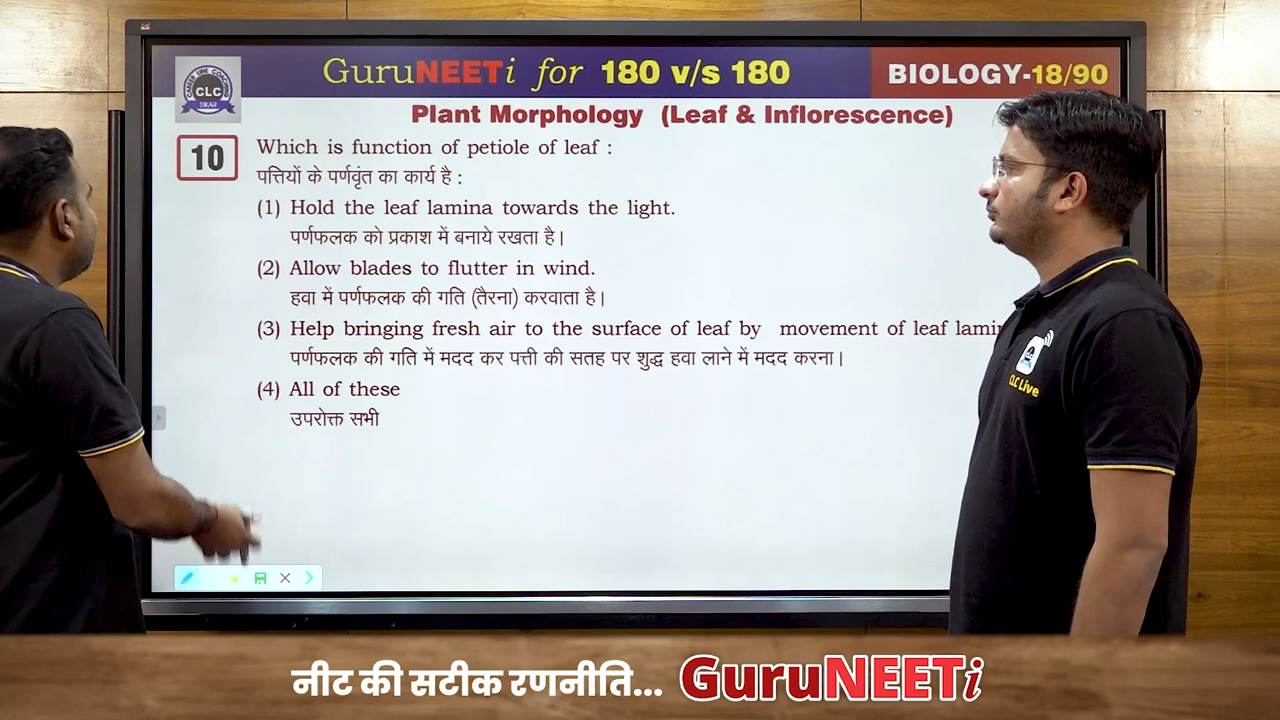 GuruNEETi for 180 v/s 180
BIOLOGY-18/90
CAREER LINE COACHING
CLC
SIKAR
Plant Morphology (Leaf & Inflorescence)
10
Which is function of petiole of leaf :
पत्तियों के पर्णवृंत का कार्य है :
(1) Hold the leaf lamina towards the light.
पर्णफलक को प्रकाश में बनाये रखता है।
(2) Allow blades to flutter in wind.
हवा में पर्णफलक की गति (तैरना) करवाता है।
(3) Help bringing fresh air to the surface of leaf by movement of leaf
पर्णफलक की गति में मदद कर पत्ती की सतह पर शुद्ध हवा लाने में मदद करना।
(4) All of these
उपरोक्त सभी
CLC Live
नीट की सटीक रणनीति... GuruNEETi